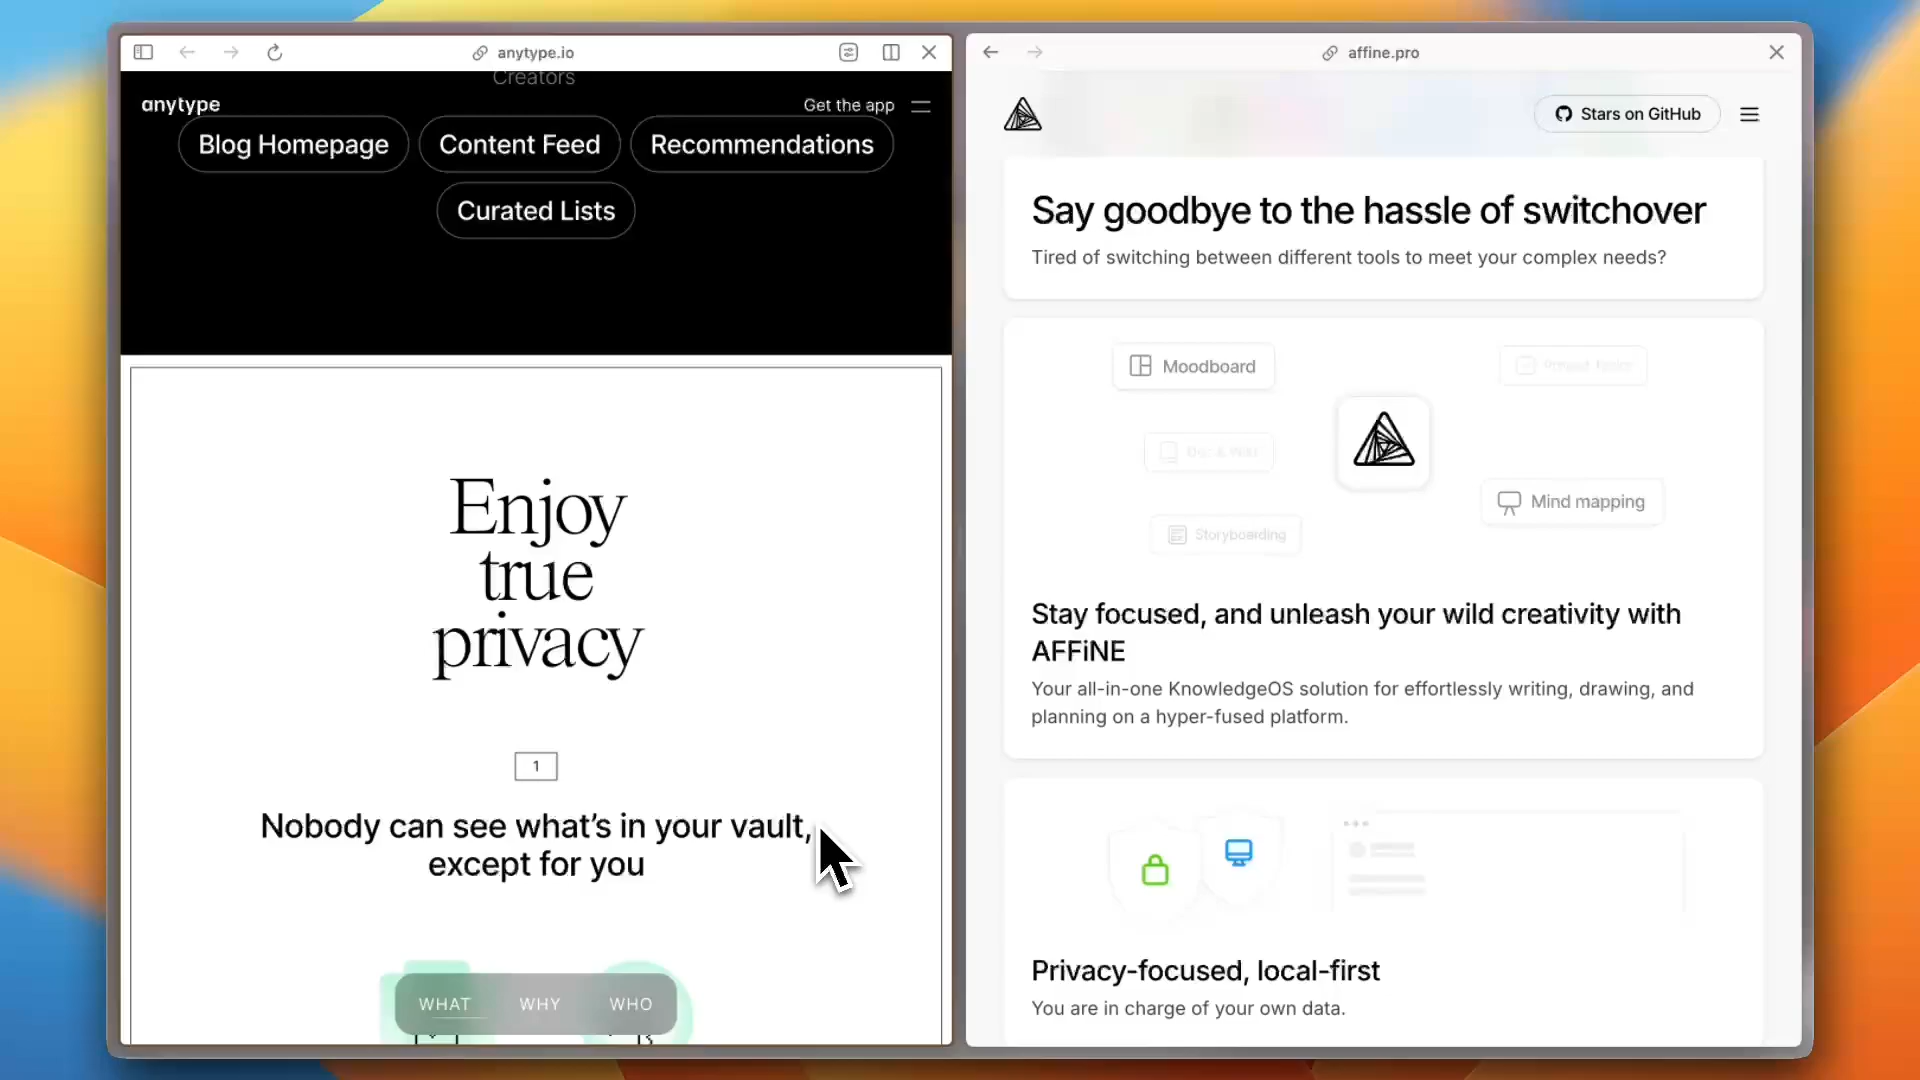 anytype.io
Creators
anytype
Get the app
Blog Homepage
Content Feed
Recommendations
Curated Lists
Enjoy
true
privacy
1
Nobody can see what's in your vault,
except for you
WHAT
WHY
WHO
affine.pro
Stars on GitHub
Say goodbye to the hassle of switchover
Tired of switching between different tools to meet your complex needs?
Moodboard
Mind mapping
Storyboarding
Stay focused, and unleash your wild creativity with
AFFiNE
Your all-in-one KnowledgeOS solution for effortlessly writing, drawing, and
planning on a hyper-fused platform.
Privacy-focused, local-first
You are in charge of your own data.